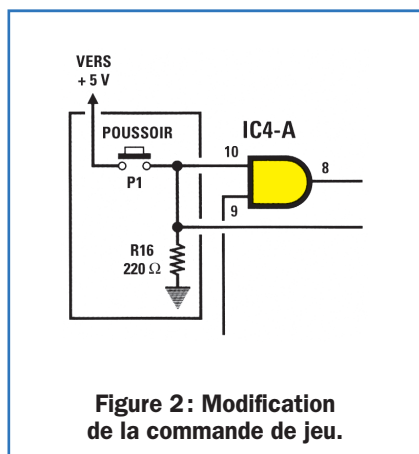 VERS
+ 5 V
POUSSOIR
IC4-A
P1
10
8
9
R16
220 Ω
Figure 2: Modification
de la commande de jeu.